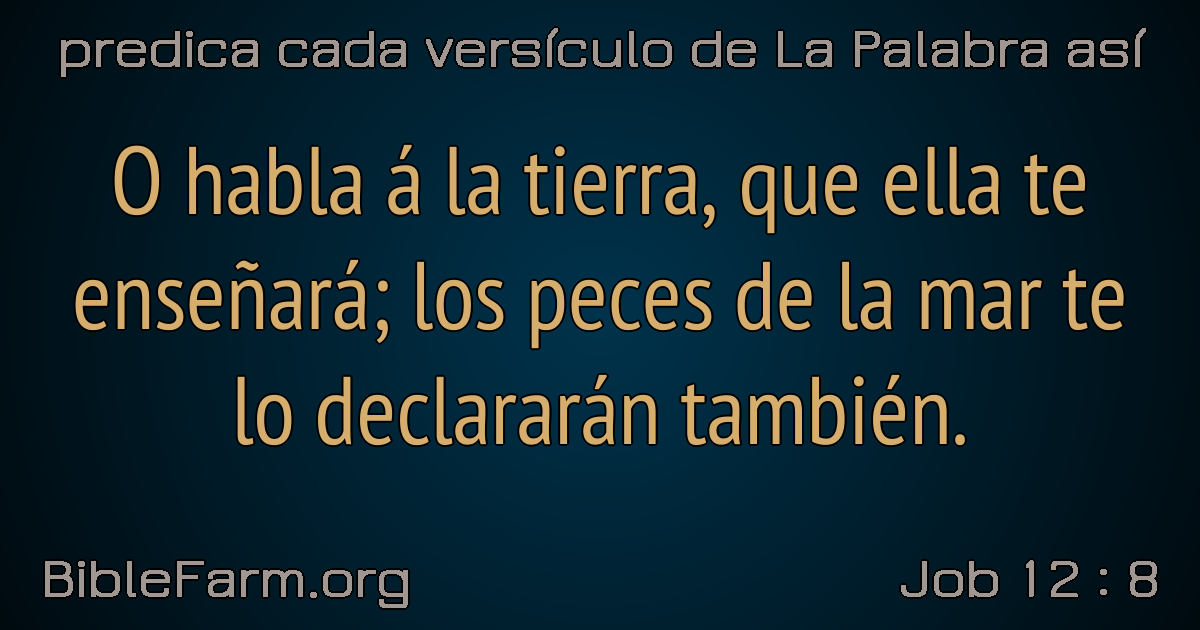 predica cada versículo de La Palabra así
O habla á la tierra, que ella te
enseñará; los peces de la mar te
lo declararán también.
BibleFarm.org
Job 12 : 8